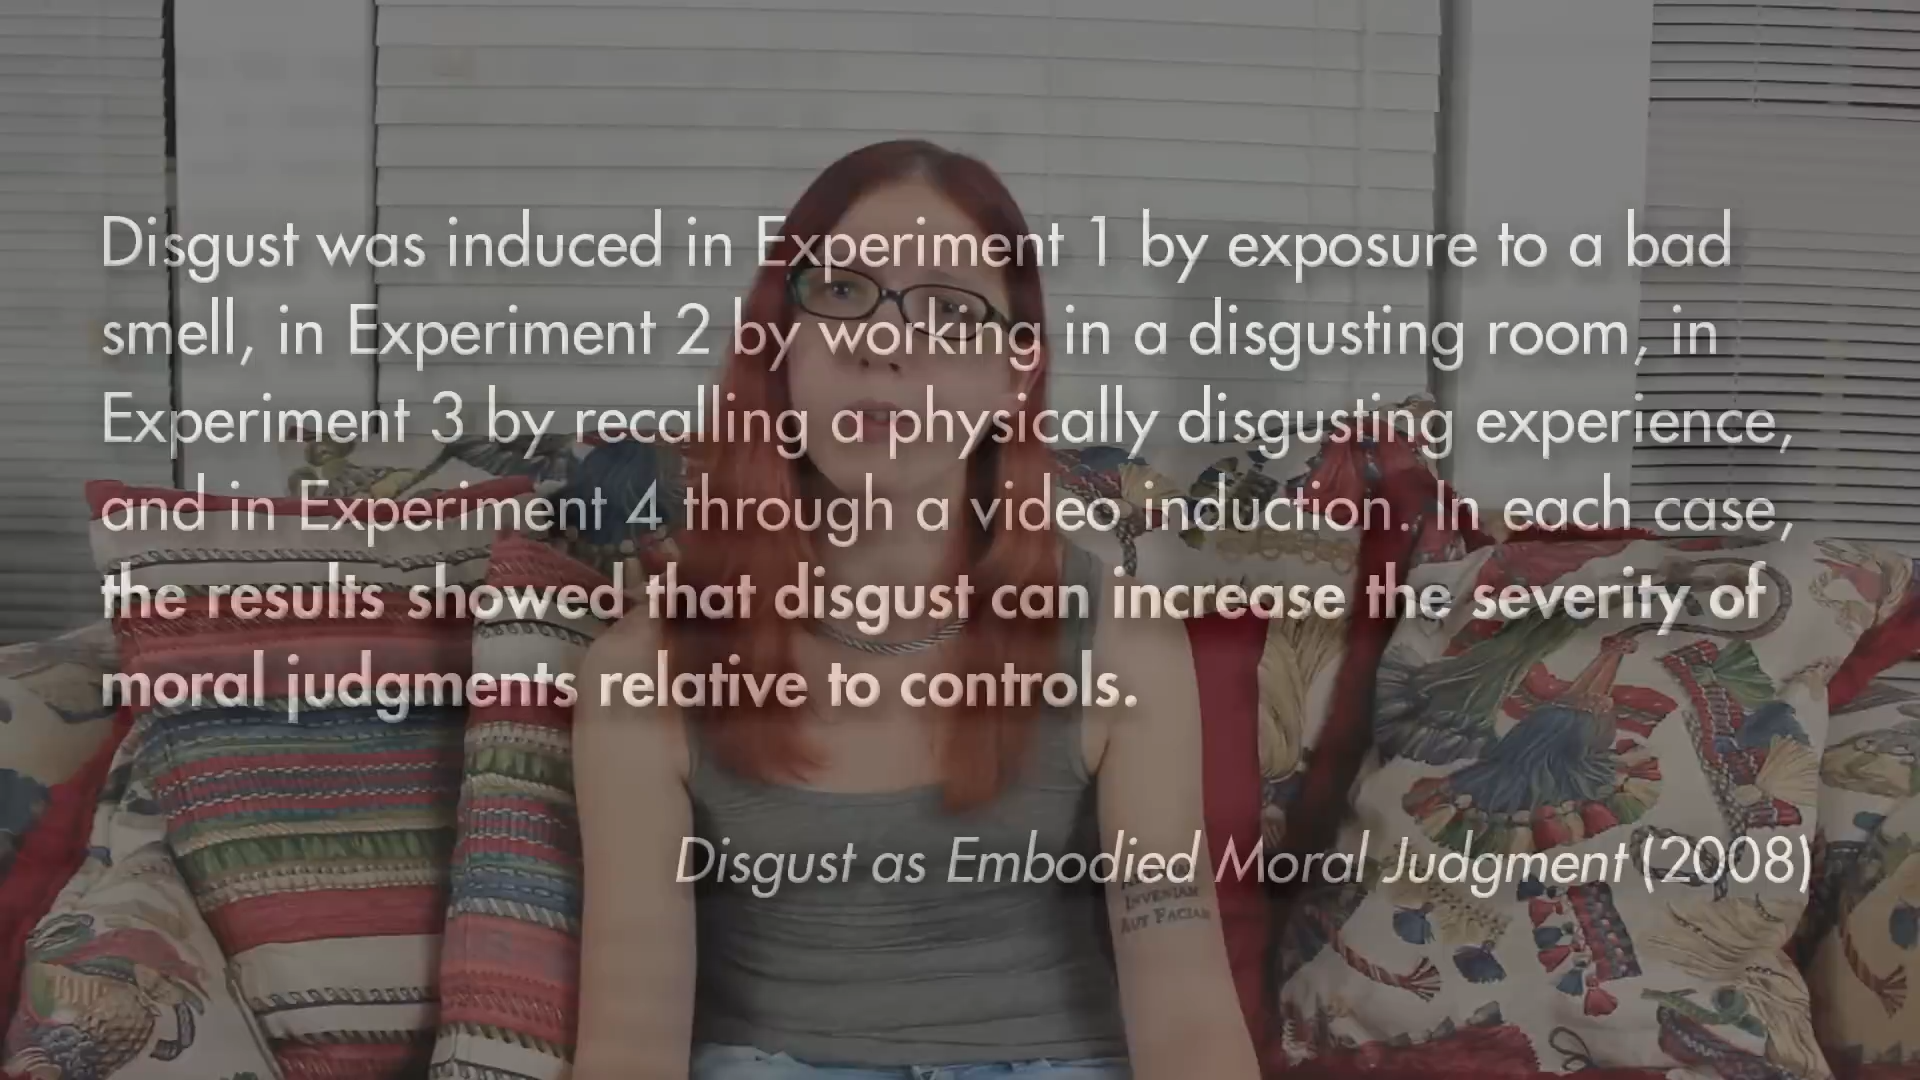 Disgust was induced in Experiment 1 by exposure to a bad
smell, in Experiment 2 by working in a disgusting room, in
Experiment 3 by recalling a physically disgusting experience,
and in Experiment 4 through a video induction. In each case,
the results showed that disgust can increase the severity of
moral judgments relative to controls.
Disgust as Embodied Moral Judgment (2008)
Inveniam
Aut Faciam